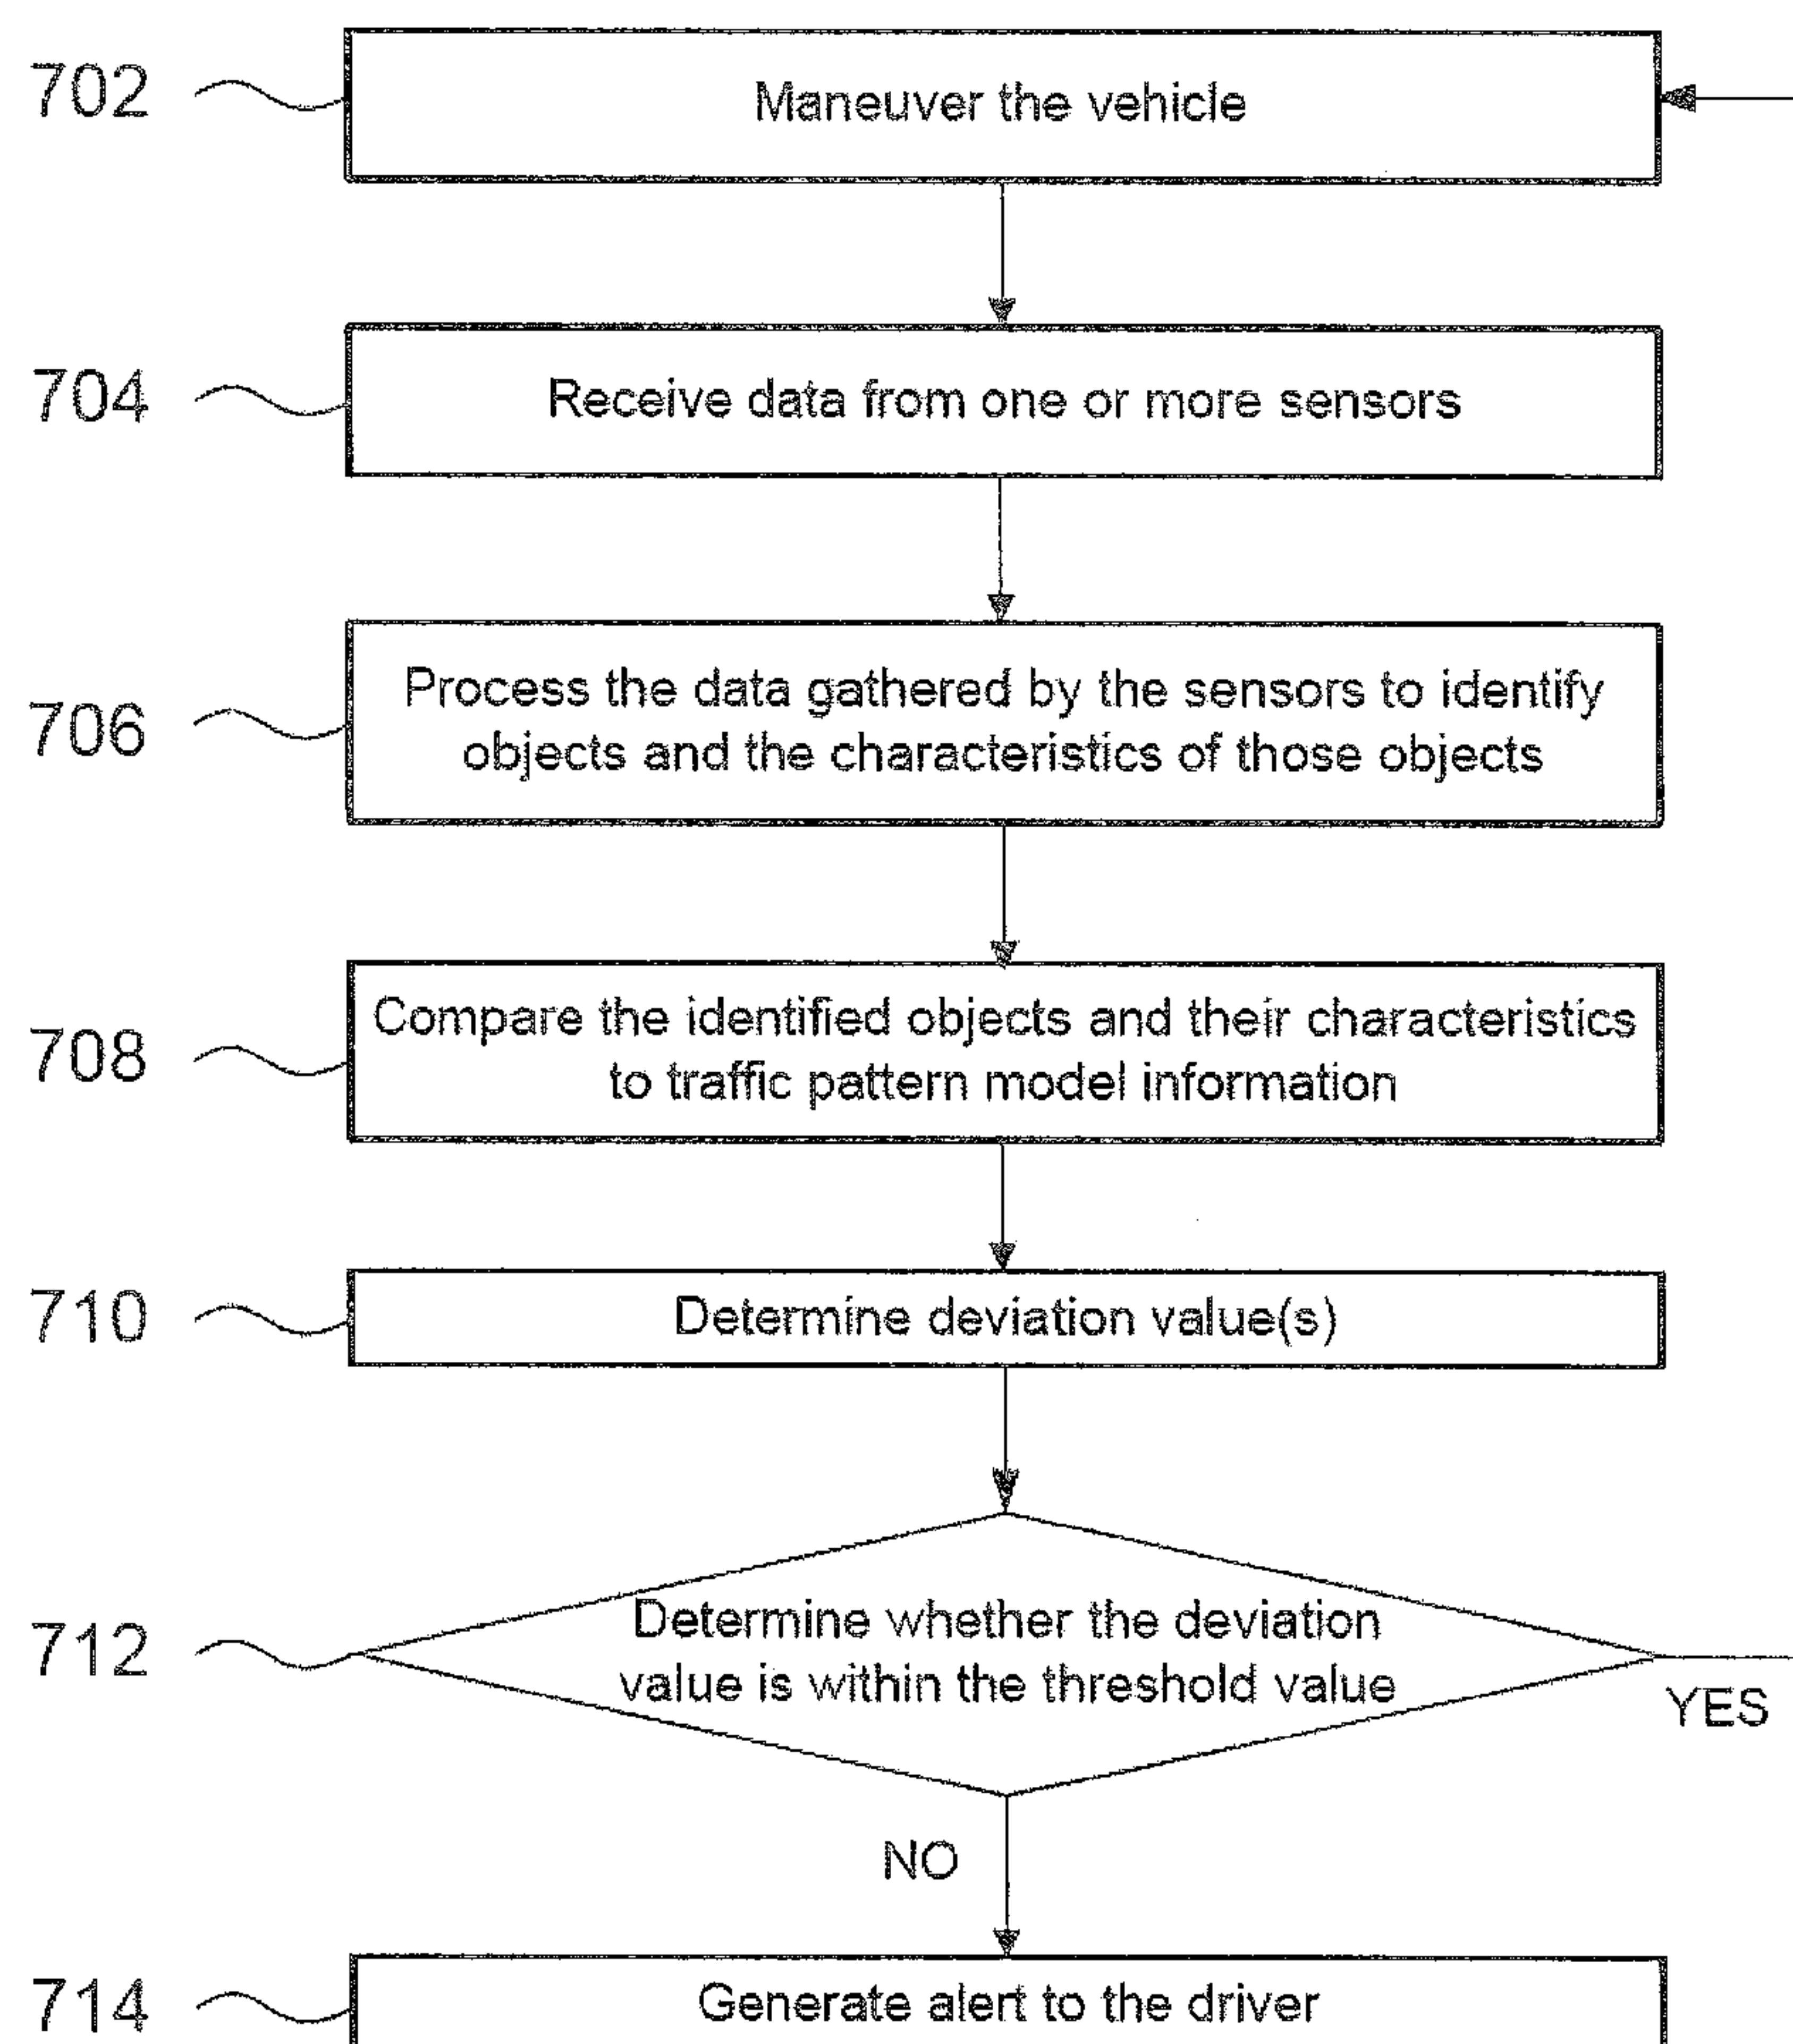 702
Maneuver the vehicle
704
Receive data from one or more sensors
706
Process the data gathered by the sensors to identify
objects and the characteristics of those objects
708
Compare the identified objects and their characteristics
to traffic pattern model information
710
Determine deviation value(s)
712
Determine whether the deviation
value is within the threshold value
YES
NO
714
Generate alert to the driver